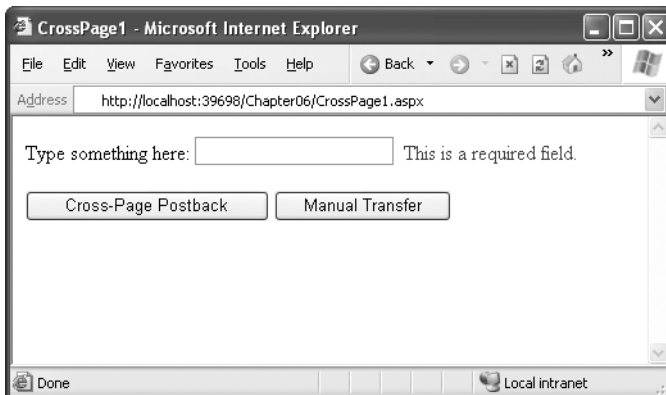 CrossPage1 - Microsoft Internet Explorer
File Edit View Favorites Tools Help Back »
Address http://localhost:39698/Chapter06/CrossPage1.aspx
Type something here: This is a required field.
Cross-Page Postback Manual Transfer
Done Local intranet